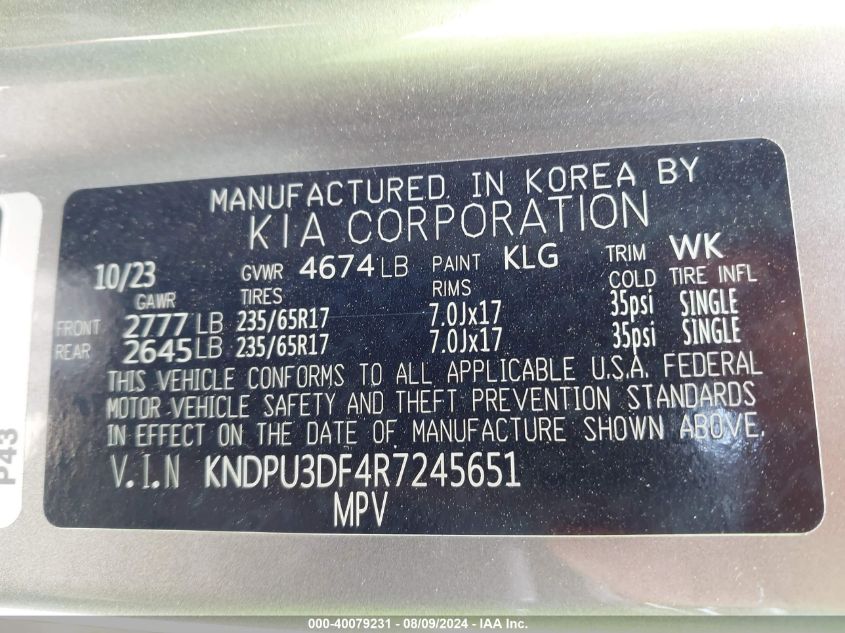 MANUFACTURED IN KOREA BY
KIA CORPORATION
10/23 GVWR 4674 LB PAINT KLG TRIM WK
GAWR TIRES RIMS COLD TIRE INFL
FRONT 2777 LB 235/65R17 7.0Jx17 35psi SINGLE
REAR 2645 LB 235/65R17 7.0Jx17 35psi SINGLE
THIS VEHICLE CONFORMS TO ALL APPLICABLE U.S.A. FEDERAL
MOTOR-VEHICLE SAFETY AND THEFT PREVENTION STANDARDS
IN EFFECT ON THE DATE OF MANUFACTURE SHOWN ABOVE.
V.I.N KNDPU3DF4R7245651
MPV
P43
000-40079231 - 08/09/2024 - IAA Inc.